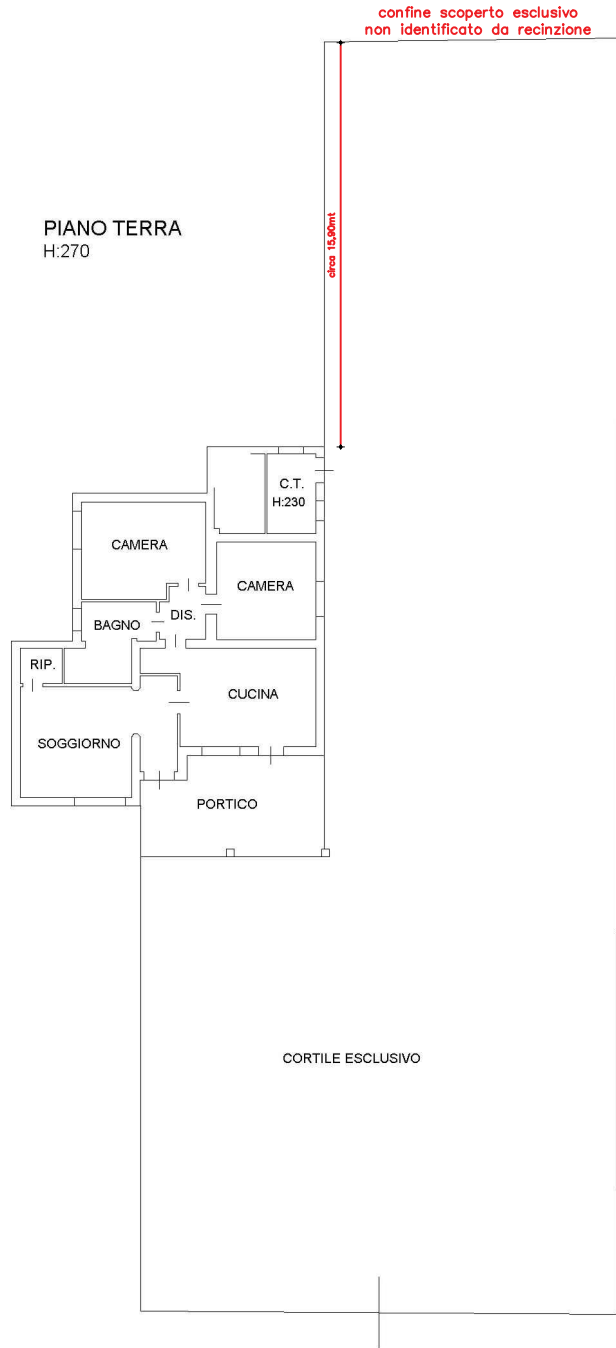 confine scoperto esclusivo
non identificato da recinzione
circa 15,90mt
PIANO TERRA
H:270
C.T.
H:230
CAMERA
CAMERA
DIS.
BAGNO
RIP.
CUCINA
SOGGIORNO
PORTICO
CORTILE ESCLUSIVO